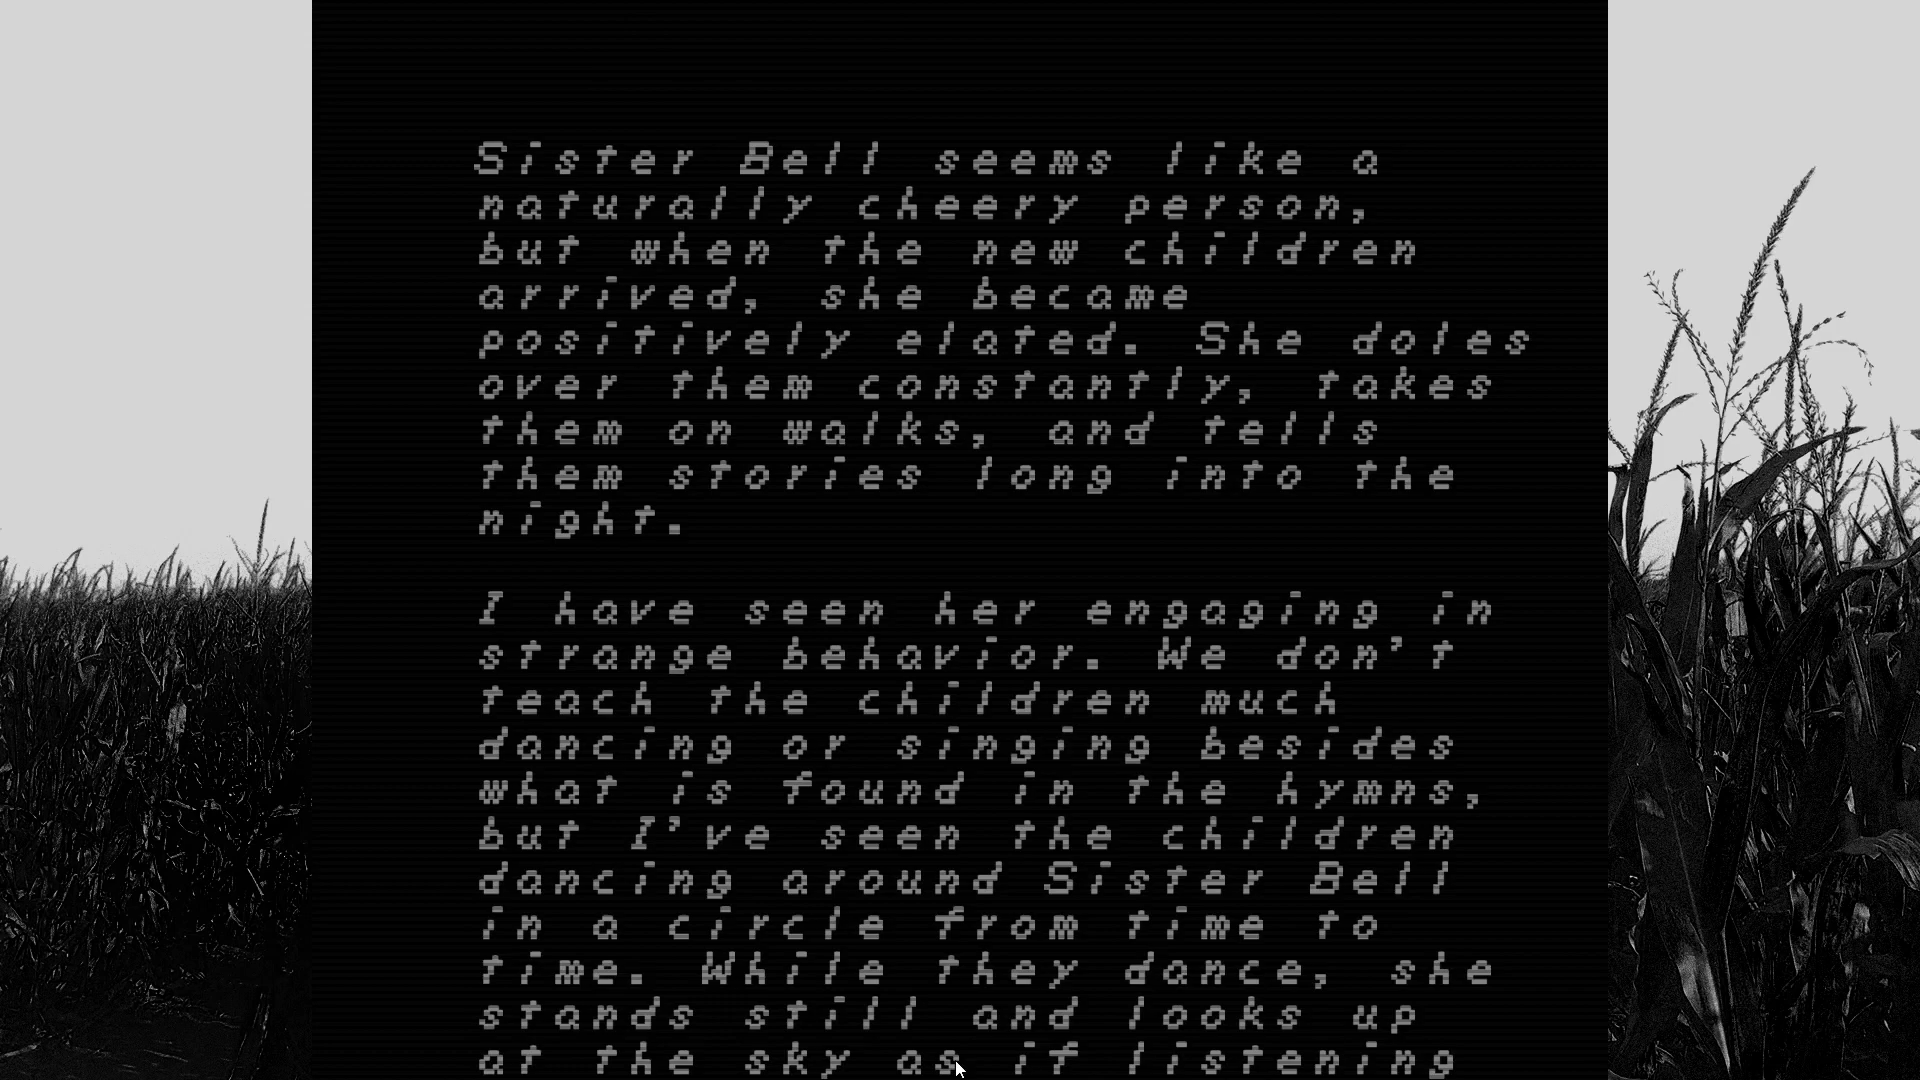 Sister Bell seems like a
naturally cheery person,
but when the new children
arrived, she became
positively elated. She doles
over them constantly, takes
them on walks, and tells
them stories long into the
night.
I have seen her engaging in
strange behavior. We don't
teach the children much
dancing or singing besides
what is found in the hymns,
but I've seen the children
dancing around Sister Bell
in a circle from time to
time. While they dance, she
stands still and looks up
at the sky as if listening